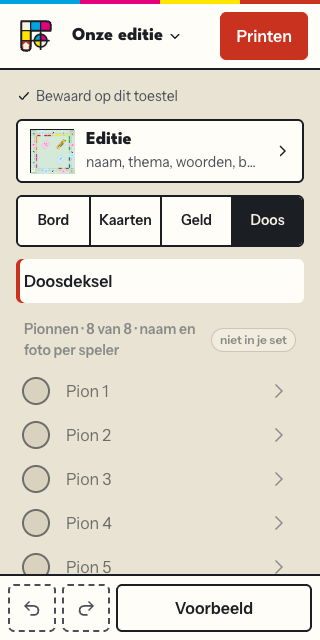 Onze editie
Printen
Bewaard op dit toestel
Editie
naam, thema, woorden, b...
Bord
Kaarten
Geld
Doos
Doosdeksel
Pionnen · 8 van 8 · naam en
foto per speler
niet in je set
Pion 1
Pion 2
Pion 3
Pion 4
Pion 5
Voorbeeld